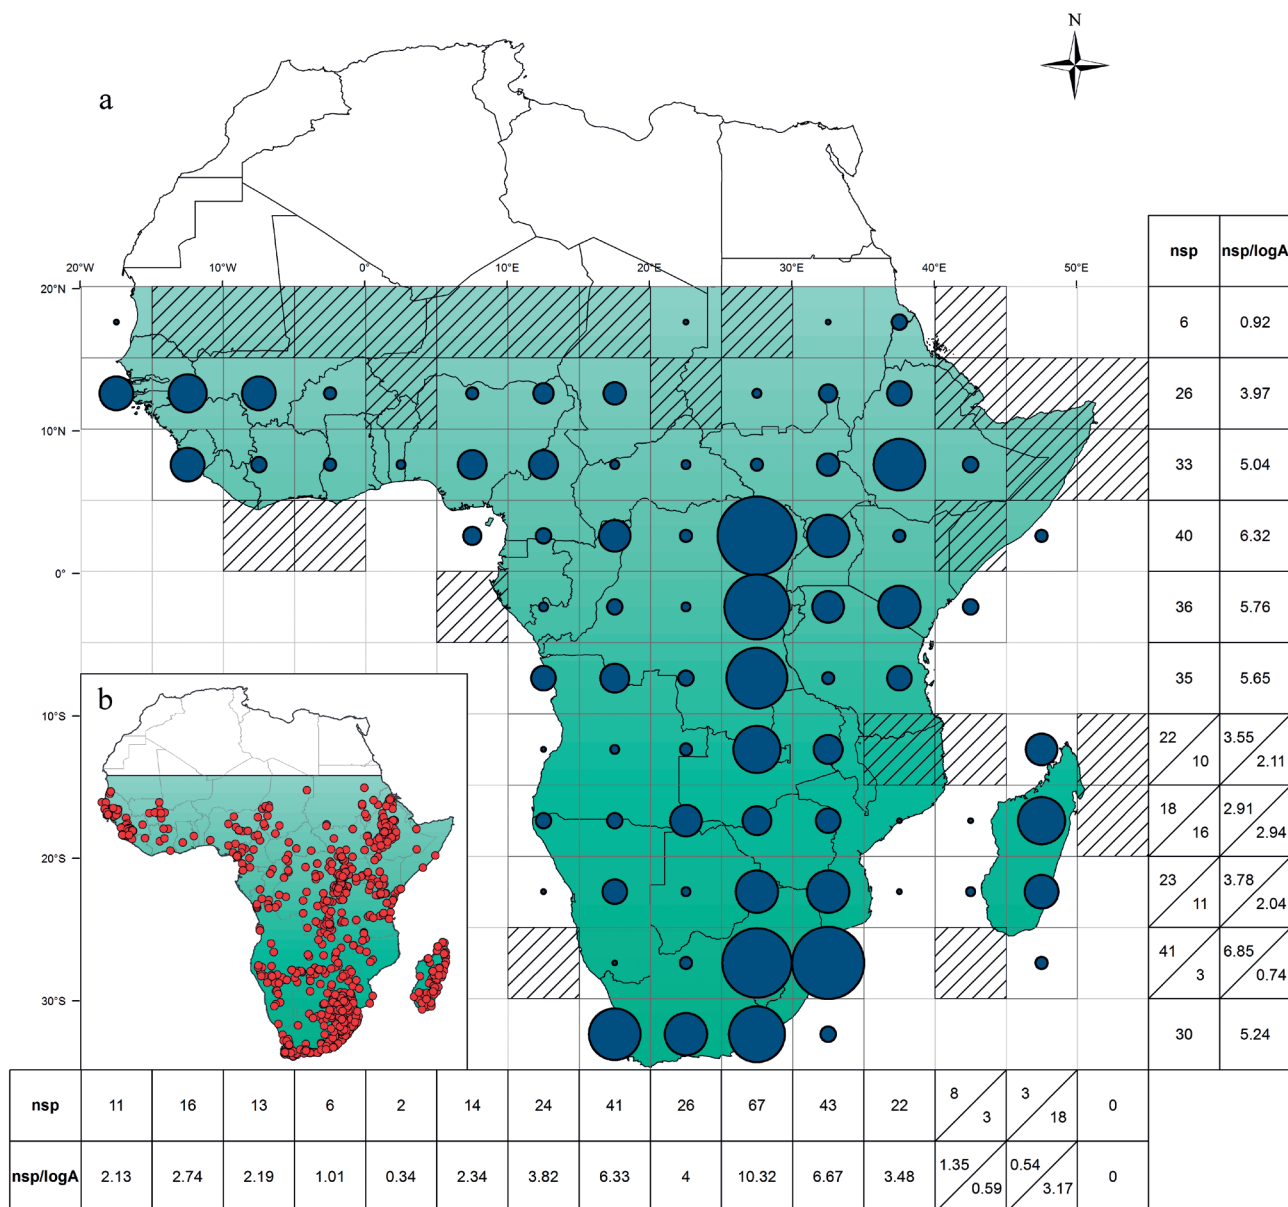 N
a
nsp nsp/logA
20°W 10°W 0° 10°E 20°E 30°E 40°E 50°E
20°N
6 0.92
26 3.97
10°N
33 5.04
40 6.32
0°
36 5.76
35 5.65
b
10°S
22 10 3.55 2.11
18 16 2.91 2.94
20°S
23 11 3.78 2.04
41 3 6.85 0.74
30°S
30 5.24
nsp 11 16 13 6 2 14 24 41 26 67 43 22 8 3 3 18 0
nsp/logA 2.13 2.74 2.19 1.01 0.34 2.34 3.82 6.33 4 10.32 6.67 3.48 1.35 0.59 0.54 3.17 0